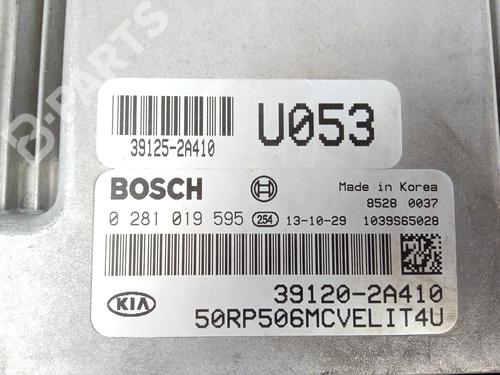 B-PARTS
39125-2A410
U053
BOSCH
Made in Korea
8528 0037
0 281 019 595 254 13-10-29 1039S65028
KIA
39120-2A410
50RP506MCVELIT4U